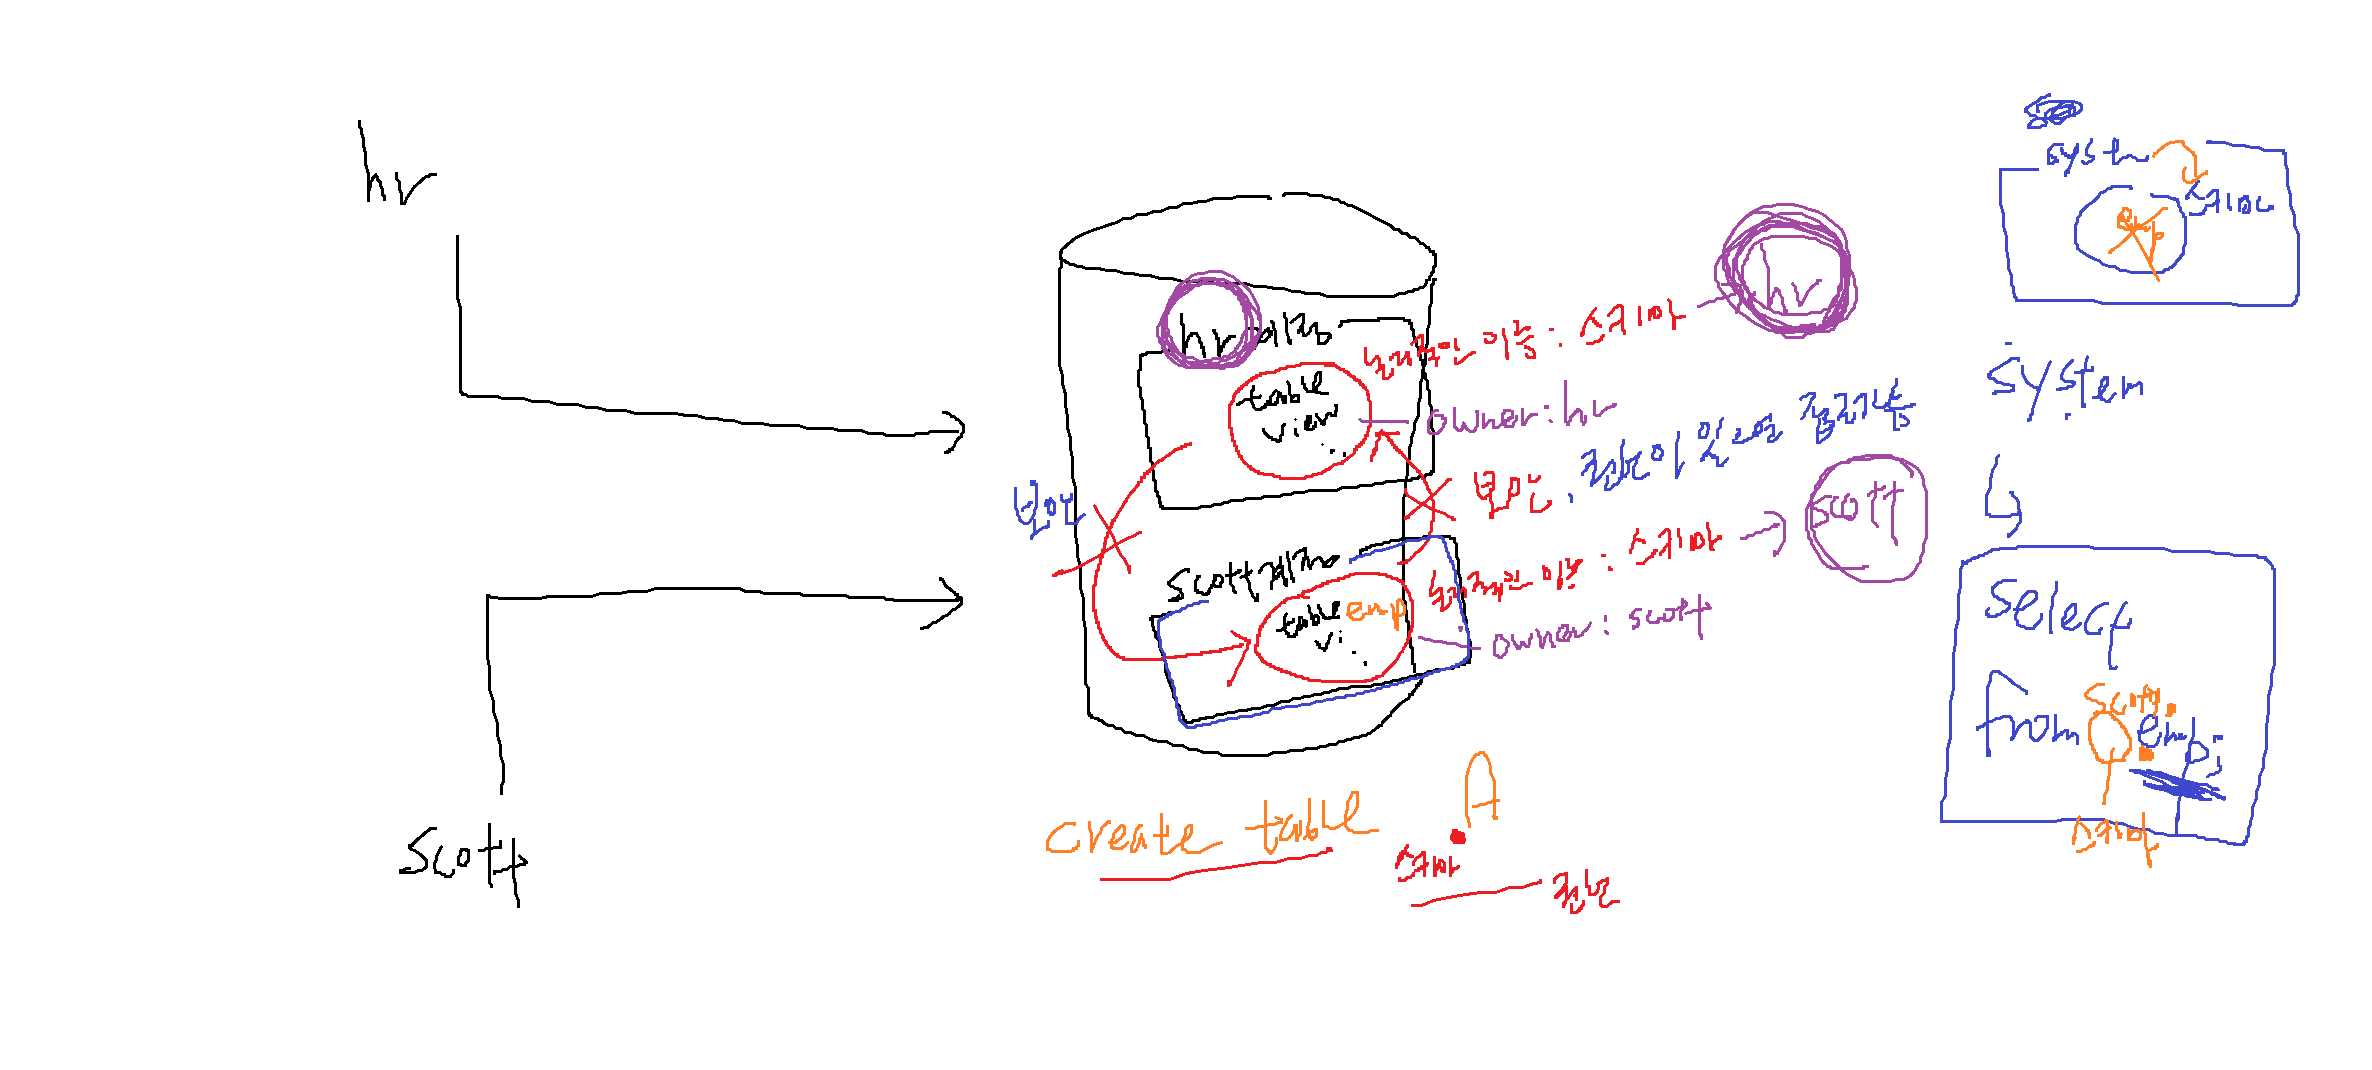 hr
system
스키마
emp
hr
hr 계정
논리적인 이름 : 스키마
table
view
..
owner : hr
system
보안, 권한이 있으면 접근가능
보안
scott
scott계정
논리적인 이름 : 스키마
table emp
vi
..
owner : scott
select
scott.
from emp;
스키마
create table A
스키마
권한
scott